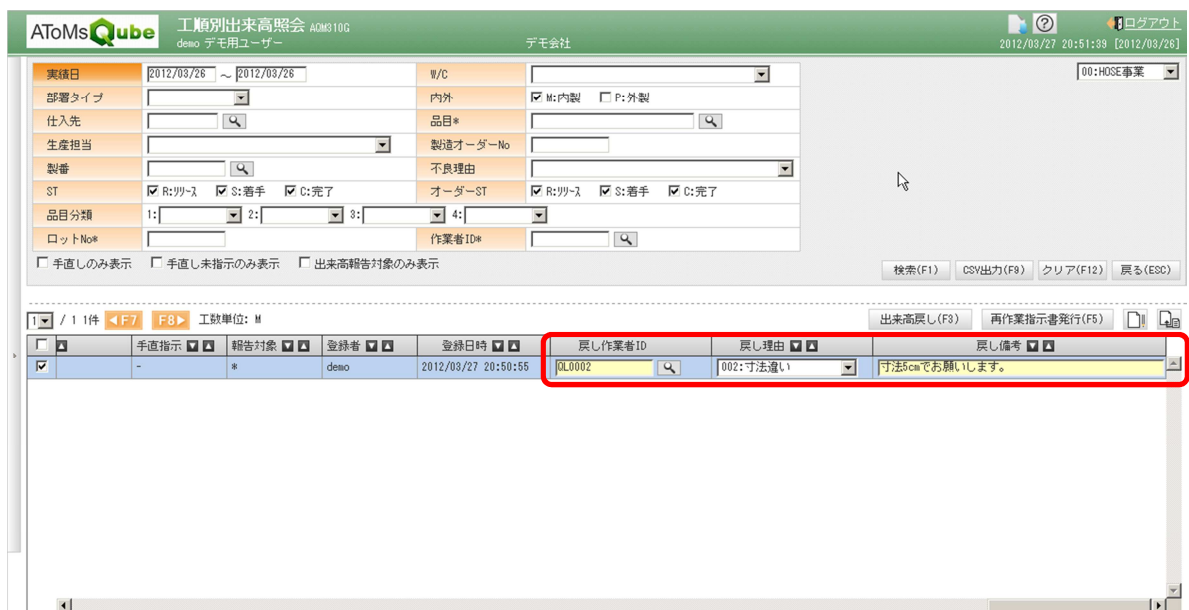 AToMsQube 工順別出来高照会 AQM310G ログアウト
demo デモ用ユーザー デモ会社 2012/03/27 20:51:39 [2012/03/26]
実績日 2012/03/26 ～ 2012/03/26 W/C 00:HOSE事業
部署タイプ 内外 M:内製 P:外製
仕入先 品目*
生産担当 製造オーダーNo
製番 不良理由
ST R:リリース S:着手 C:完了 オーダーST R:リリース S:着手 C:完了
品目分類 1: 2: 3: 4:
ロットNo* 作業者ID*
手直しのみ表示 手直し未指示のみ表示 出来高報告対象のみ表示
検索(F1) CSV出力(F9) クリア(F12) 戻る(ESC)
1 / 1 1件 ◀F7 F8▶ 工数単位: M 出来高戻し(F3) 再作業指示書発行(F5)
▲ 手直指示 ▼ ▲ 報告対象 ▼ ▲ 登録者 ▼ ▲ 登録日時 ▼ ▲ 戻し作業者ID 戻し理由 ▼ ▲ 戻し備考 ▼ ▲
- * demo 2012/03/27 20:50:55 QL0002 002:寸法違い 寸法5cmでお願いします。